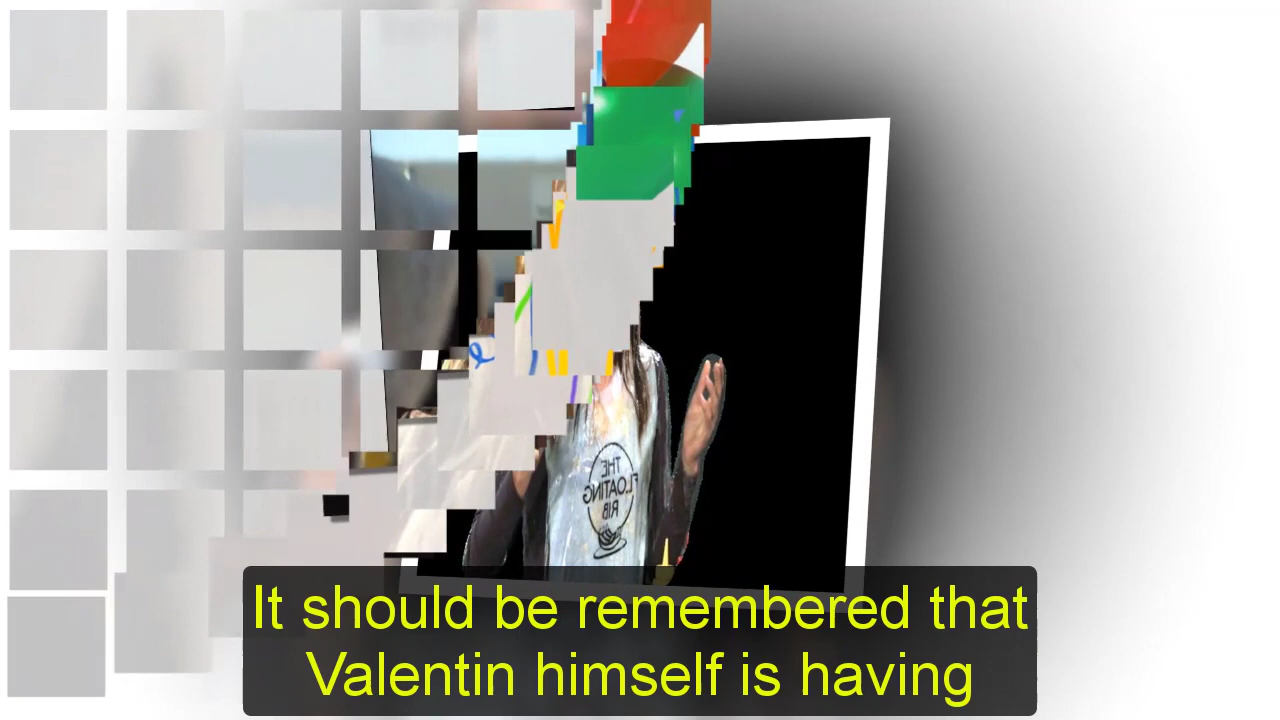 THE
FLOATING
RIB
It should be remembered that
Valentin himself is having